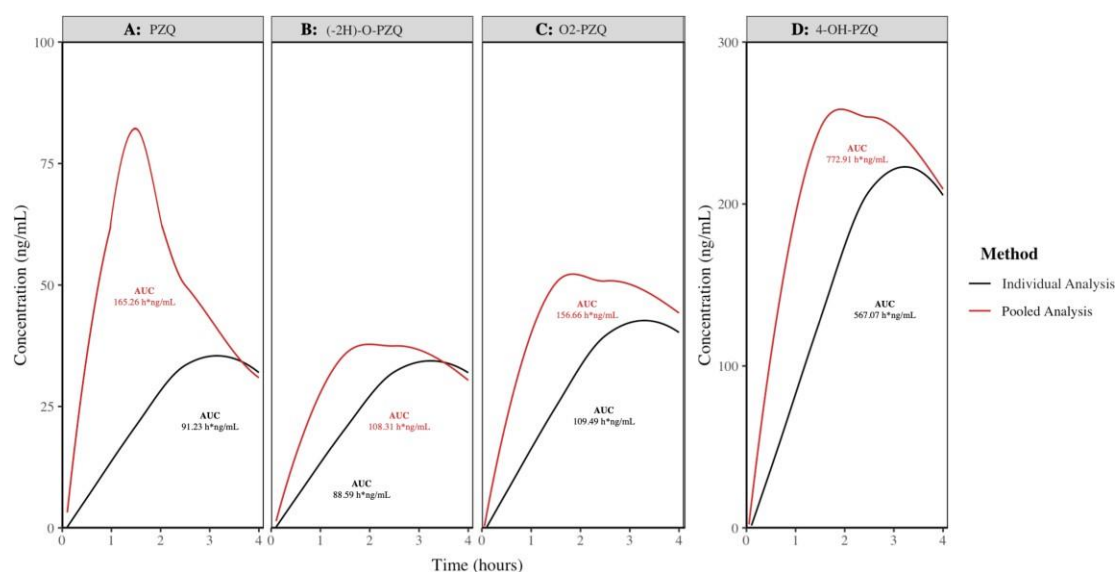 A: PZQ
B: (-2H)-O-PZQ
C: O2-PZQ
D: 4-OH-PZQ
Concentration (ng/mL)
100
75
50
25
0
AUC
165.26 h*ng/mL
AUC
91.23 h*ng/mL
0 1 2 3 4
AUC
108.31 h*ng/mL
AUC
88.59 h*ng/mL
0 1 2 3 4
AUC
156.66 h*ng/mL
AUC
109.49 h*ng/mL
0 1 2 3 4
Concentration (ng/mL)
300
200
100
0
AUC
772.91 h*ng/mL
AUC
567.07 h*ng/mL
0 1 2 3 4
Time (hours)
Method
Individual Analysis
Pooled Analysis